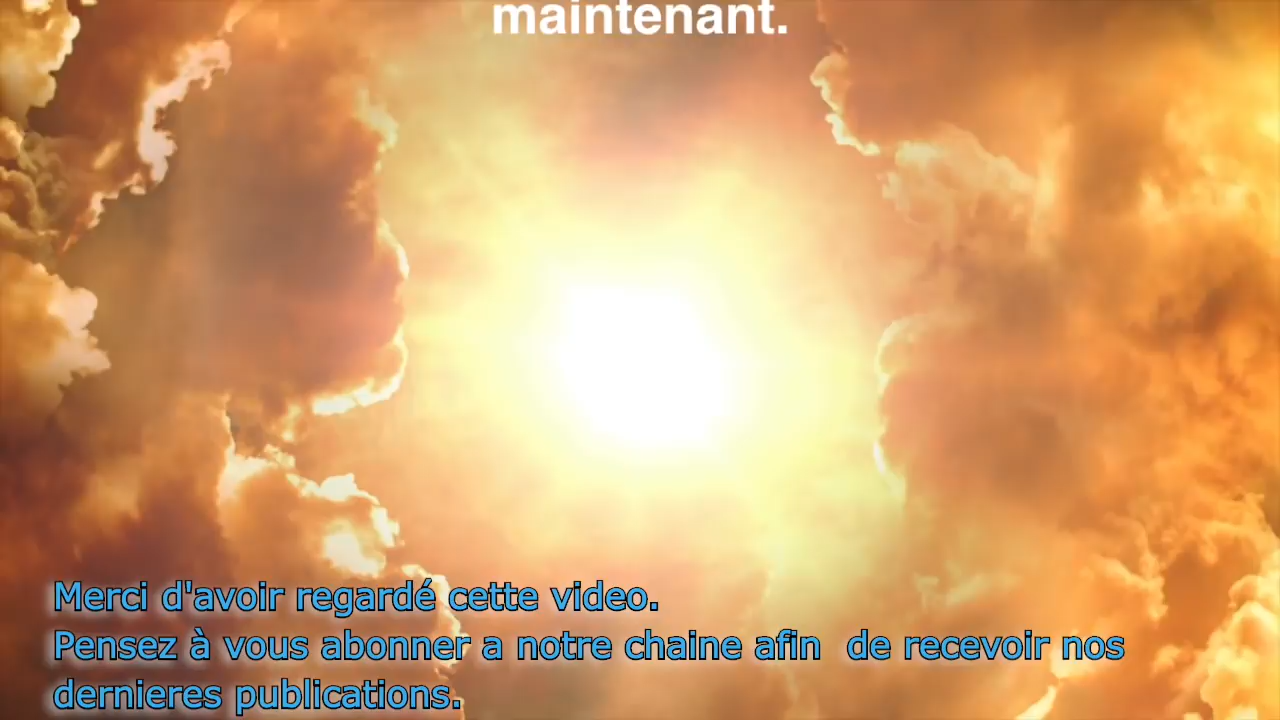 maintenant.
Merci d'avoir regardé cette video.
Pensez à vous abonner a notre chaine afin  de recevoir nos
dernieres publications.